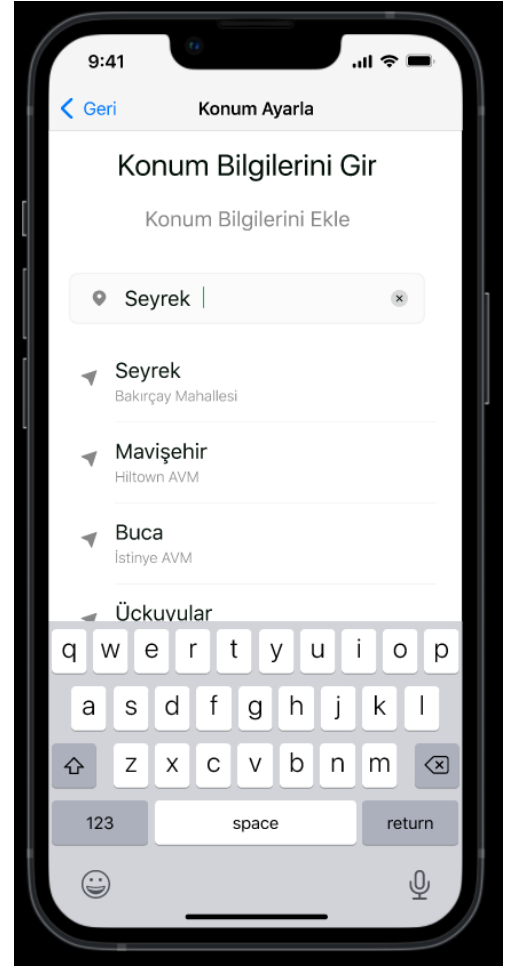 9:41
Geri
Konum Ayarla
Konum Bilgilerini Gir
Konum Bilgilerini Ekle
Seyrek
Seyrek
Bakırçay Mahallesi
Mavişehir
Hiltown AVM
Buca
İstinye AVM
Üçkuyular
q w e r t y u i o p
a s d f g h j k l
z x c v b n m
123 space return